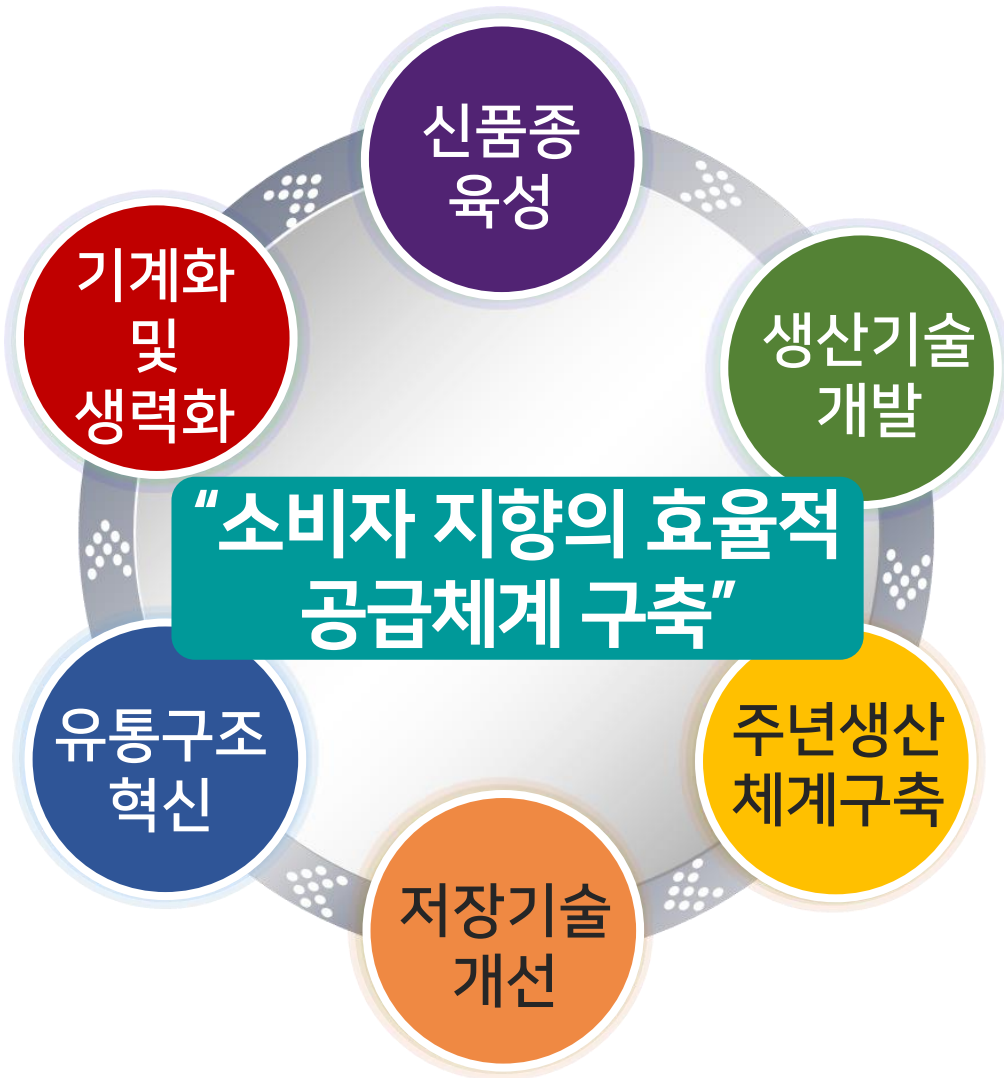 신품종
육성
생산기술
개발
주년생산
체계구축
저장기술
개선
유통구조
혁신
기계화
및
생력화
"소비자 지향의 효율적
공급체계 구축"